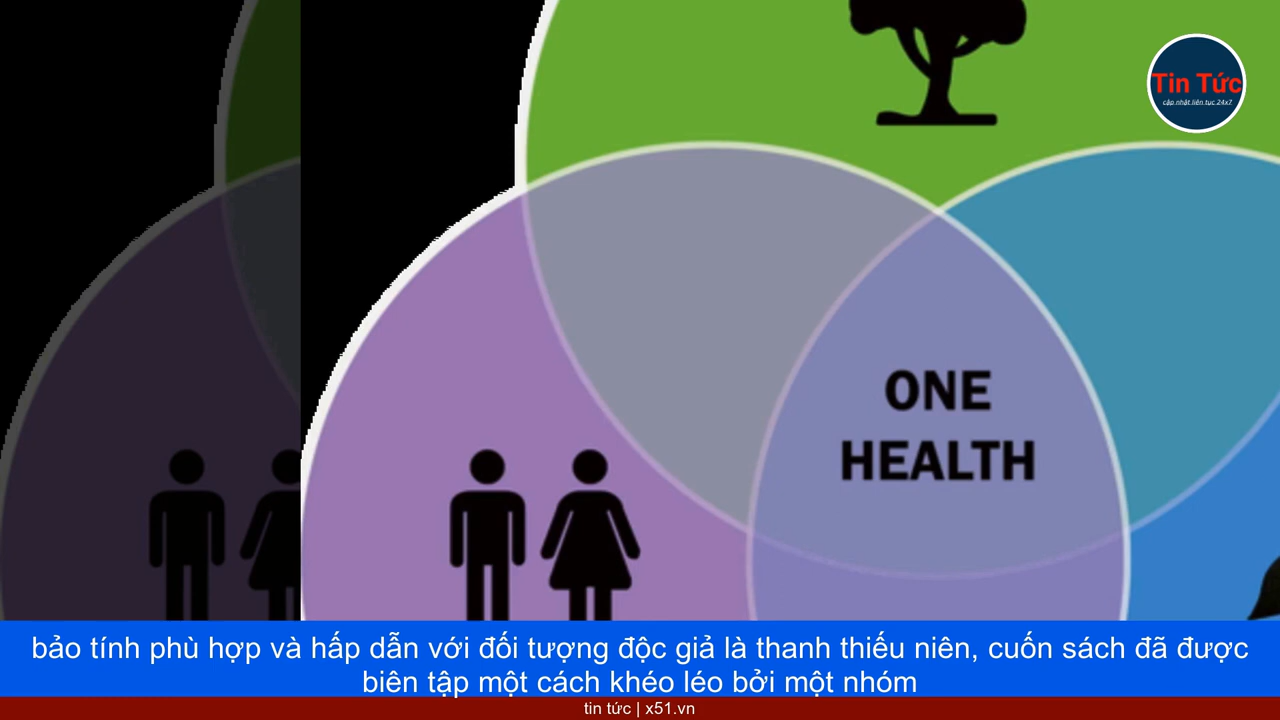 Tin Tức
cập nhật liên tục 24x7
ONE
HEALTH
bảo tính phù hợp và hấp dẫn với đối tượng độc giả là thanh thiếu niên, cuốn sách đã được
biên tập một cách khéo léo bởi một nhóm
tin tức | x51.vn